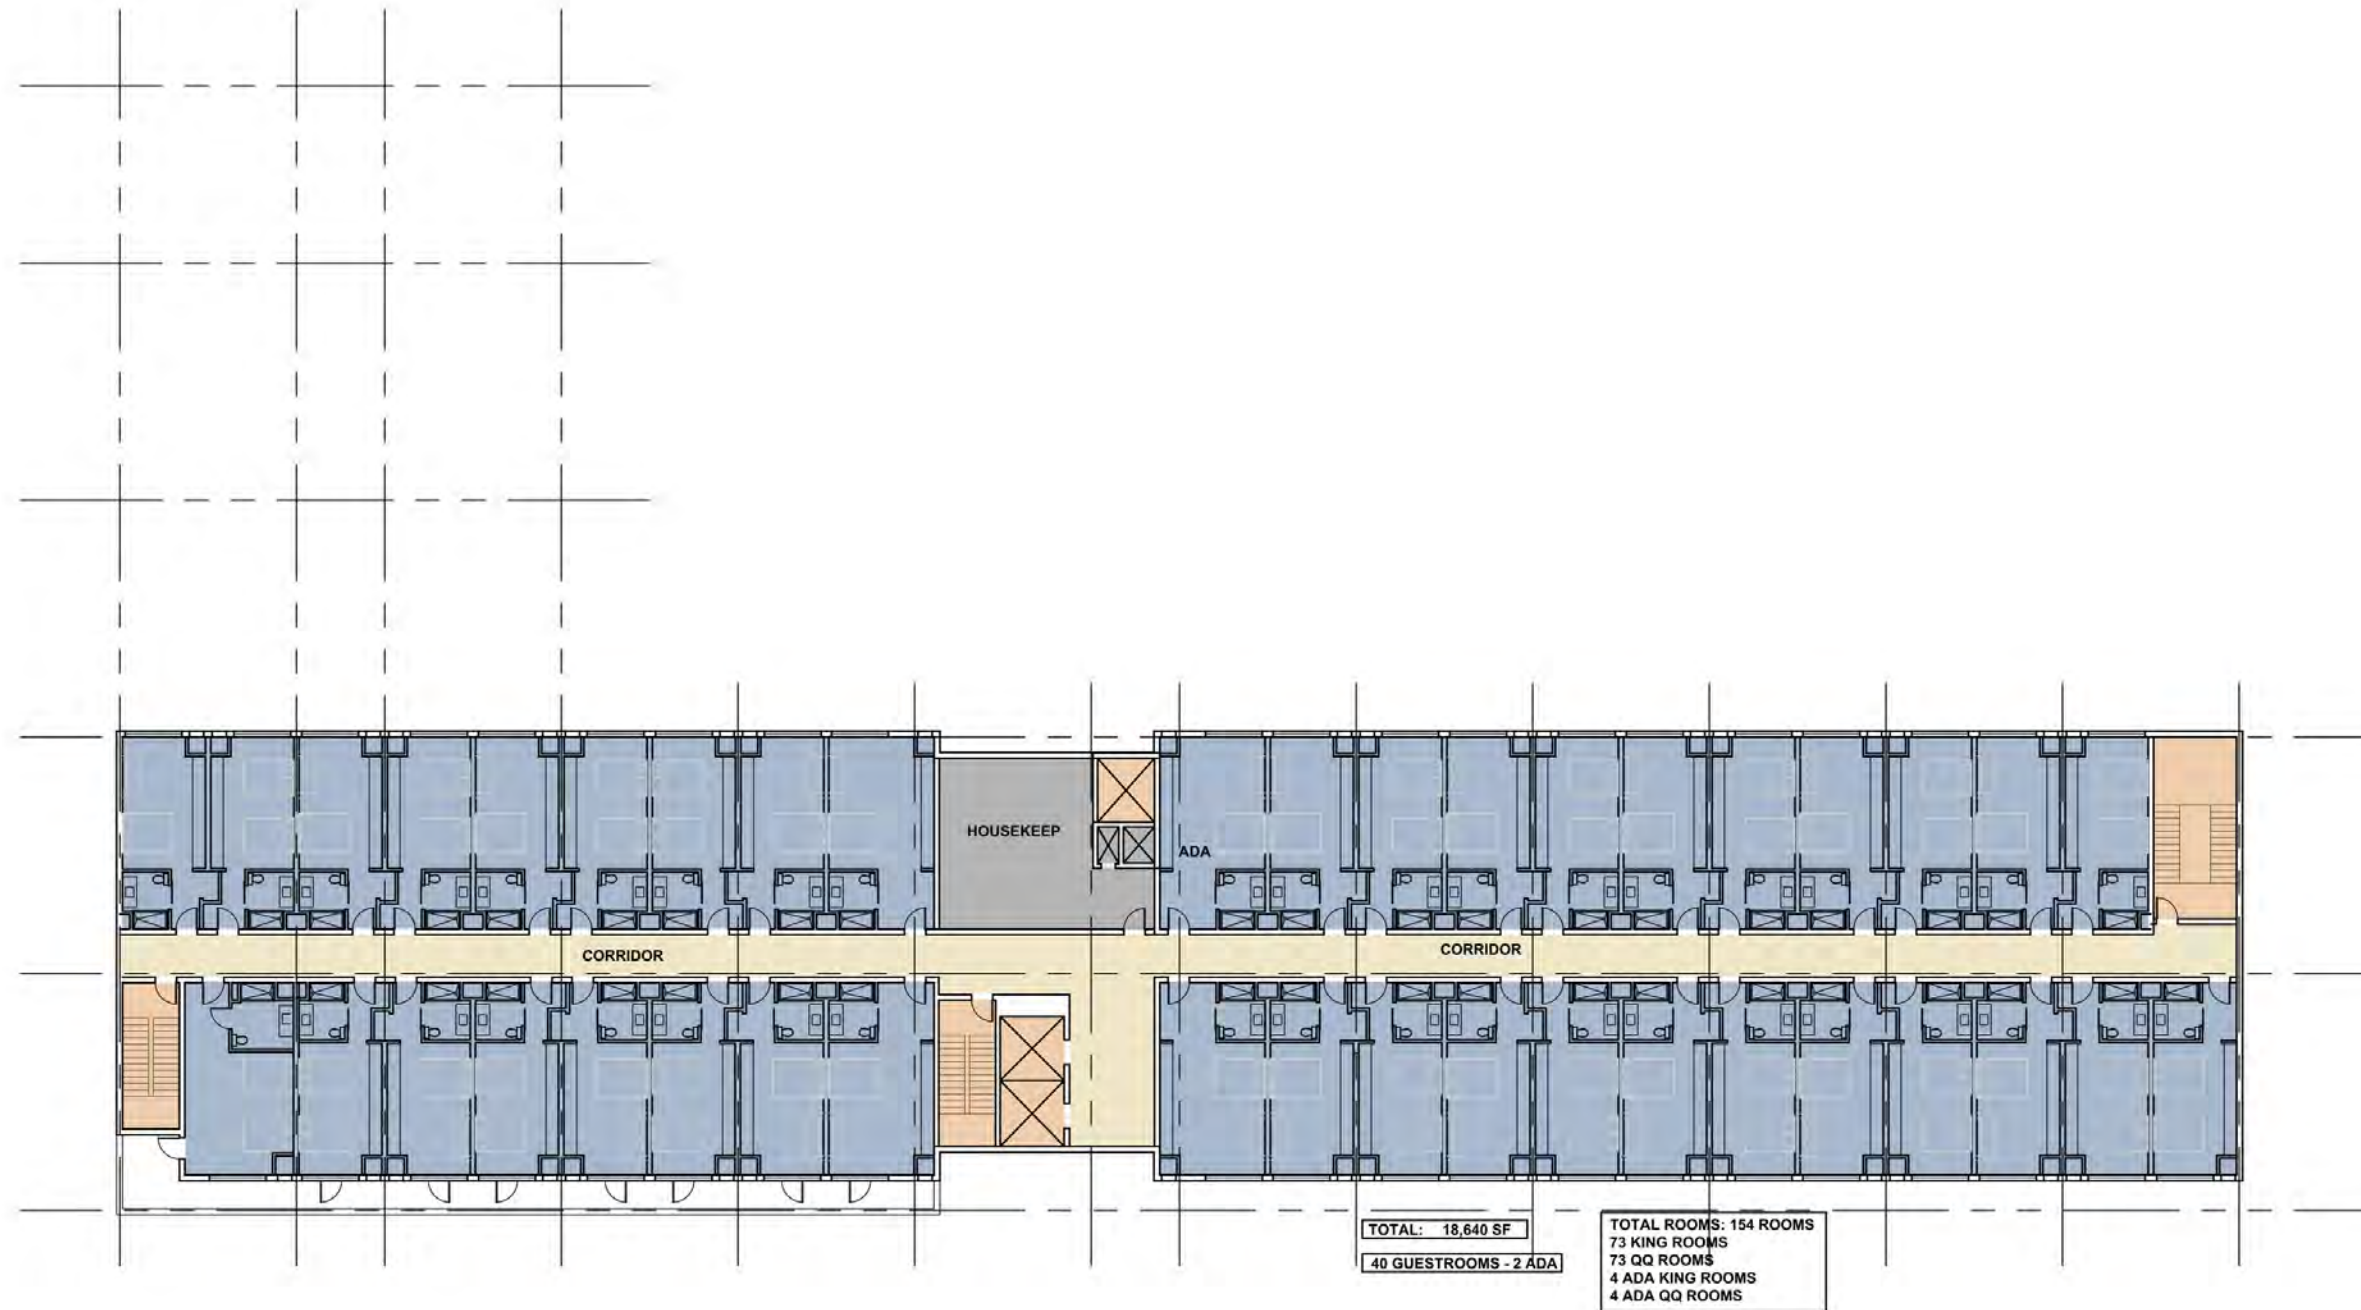 HOUSEKEEP
ADA
CORRIDOR
CORRIDOR
TOTAL: 18,640 SF
40 GUESTROOMS - 2 ADA
TOTAL ROOMS: 154 ROOMS
73 KING ROOMS
73 QQ ROOMS
4 ADA KING ROOMS
4 ADA QQ ROOMS